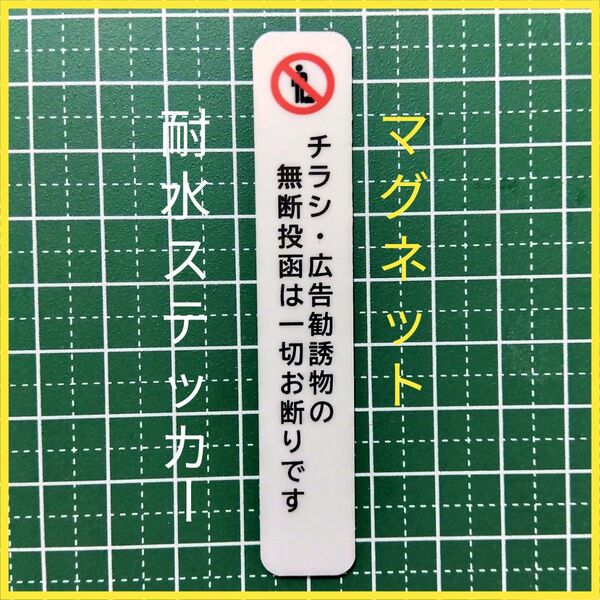 マグネット
チラシ・広告勧誘物の
無断投函は一切お断りです
耐水ステッカー